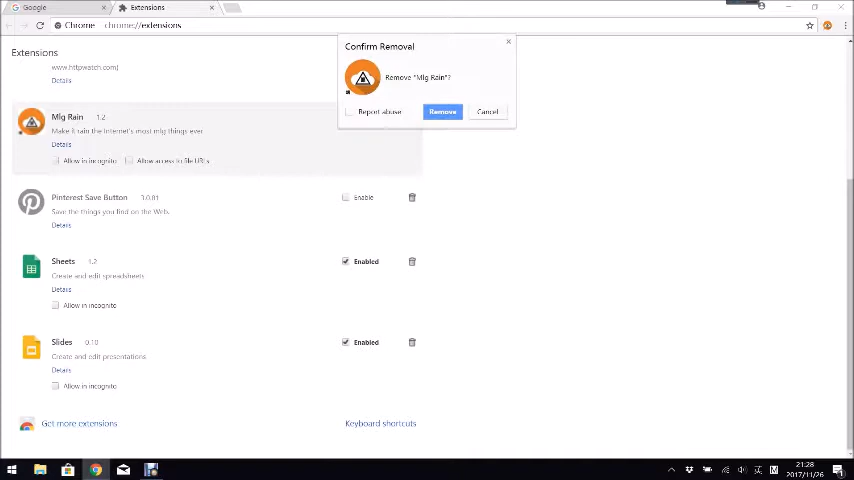 Google
Extensions
Chrome chrome://extensions
Extensions
www.httpwatch.com)
Details
Confirm Removal
Remove "Mlg Rain"?
Report abuse
Remove
Cancel
Mlg Rain 1.2
Make it rain the Internet's most mlg things ever
Details
Allow in incognito
Allow access to file URLs
Pinterest Save Button 3.0.81
Enable
Save the things you find on the Web.
Details
Sheets 1.2
Enabled
Create and edit spreadsheets
Details
Allow in incognito
Slides 0.10
Enabled
Create and edit presentations
Details
Allow in incognito
Get more extensions
Keyboard shortcuts
21:28
2017/11/26